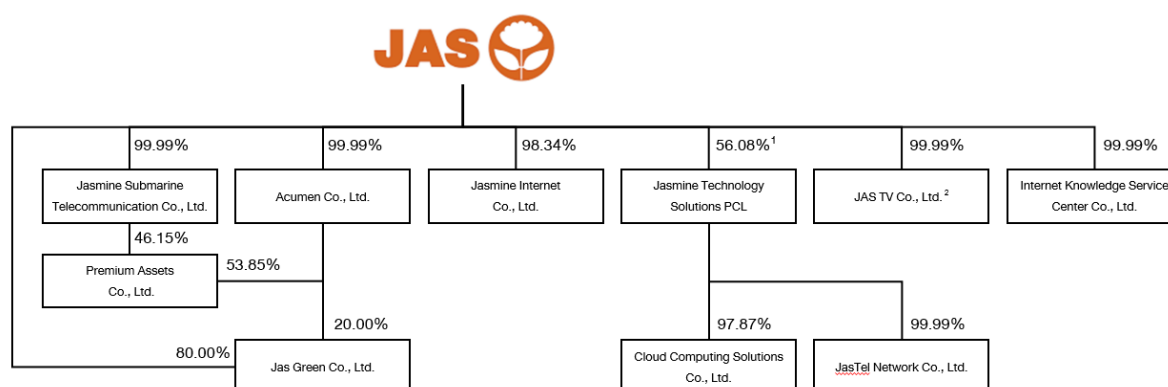 JAS
99.99%
99.99%
98.34%
56.08%1
99.99%
99.99%
Jasmine Submarine
Telecommunication Co., Ltd.
Acumen Co., Ltd.
Jasmine Internet
Co., Ltd.
Jasmine Technology
Solutions PCL
JAS TV Co., Ltd. 2
Internet Knowledge Service
Center Co., Ltd.
46.15%
53.85%
Premium Assets
Co., Ltd.
20.00%
97.87%
99.99%
80.00%
Jas Green Co., Ltd.
Cloud Computing Solutions
Co., Ltd.
JasTel Network Co., Ltd.